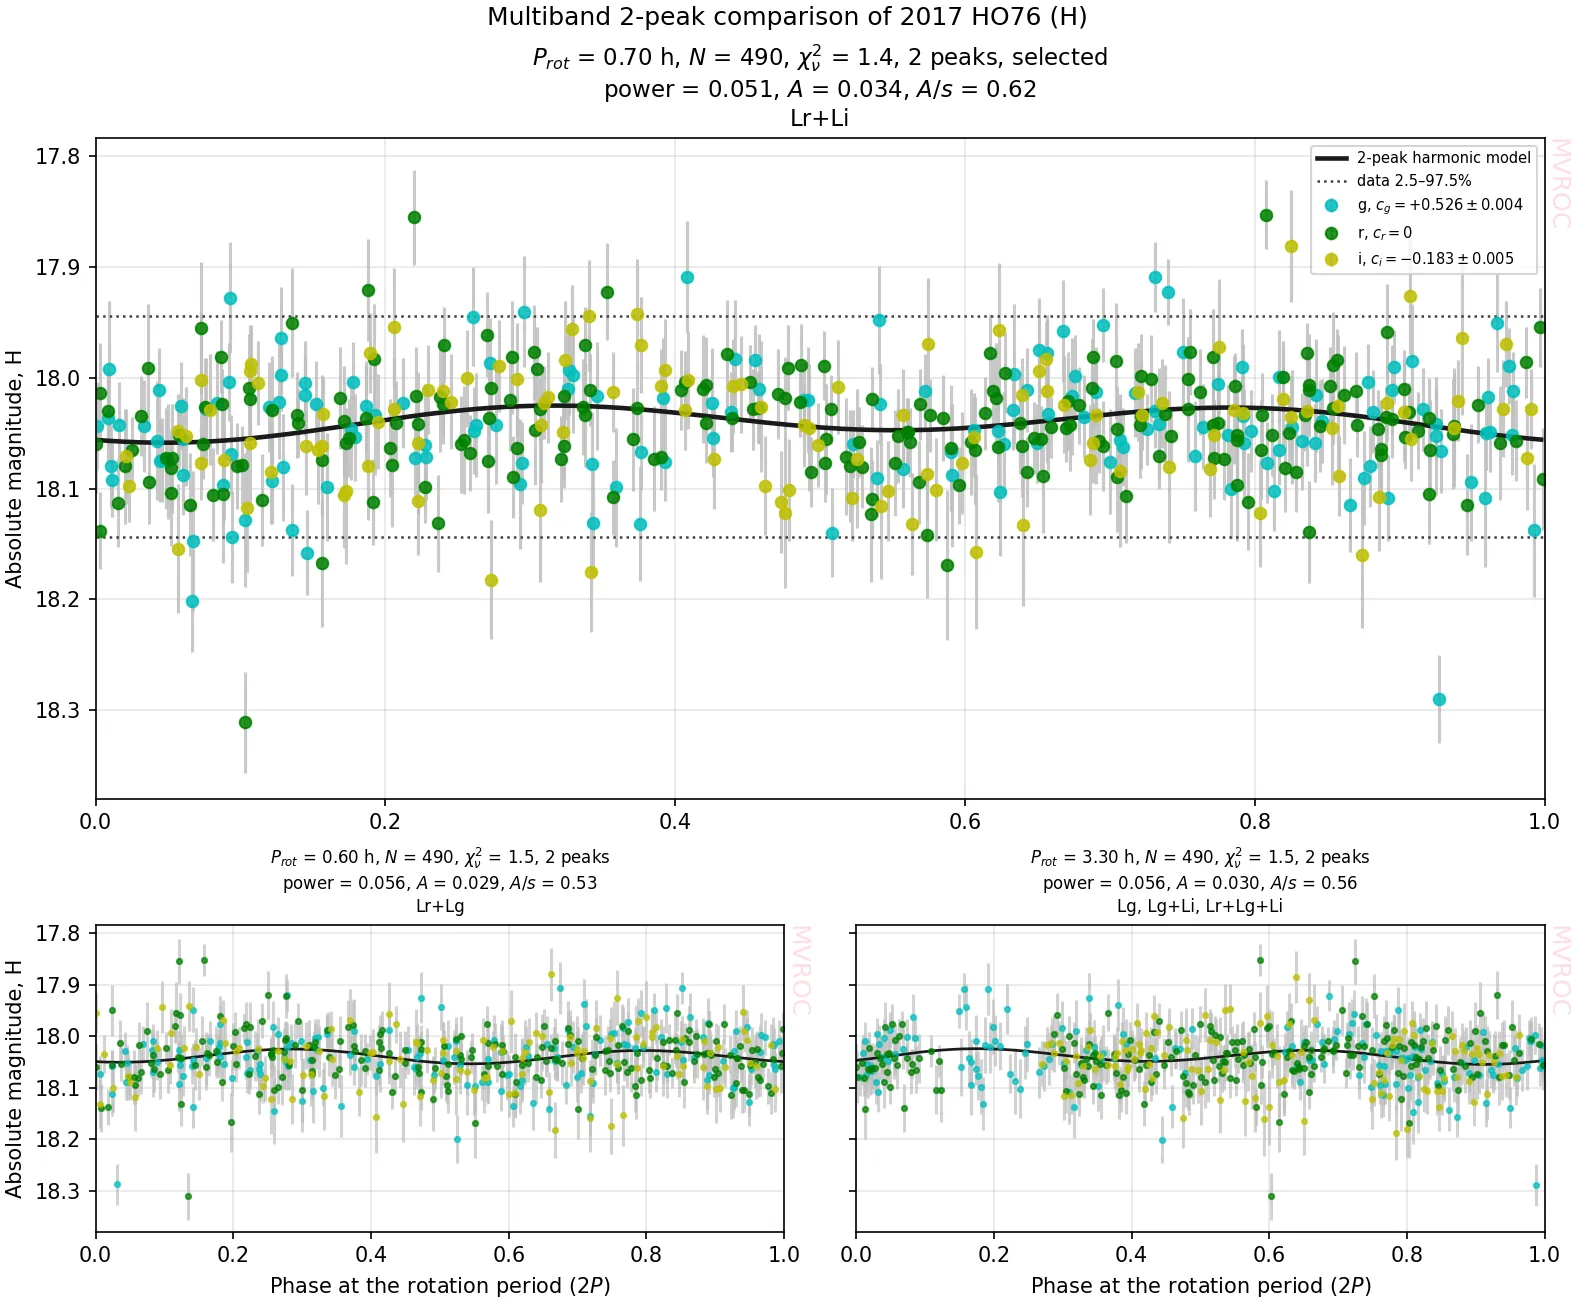 Multiband 2-peak comparison of 2017 HO76 (H)
P_rot = 0.70 h, N = 490, χ²_ν = 1.4, 2 peaks, selected
power = 0.051, A = 0.034, A/s = 0.62
Lr+Li
17.8
17.9
18.0
18.1
18.2
18.3
Absolute magnitude, H
0.0 0.2 0.4 0.6 0.8 1.0
2-peak harmonic model
data 2.5–97.5%
g, c_g = +0.526 ± 0.004
r, c_r = 0
i, c_i = −0.183 ± 0.005
MVROC
P_rot = 0.60 h, N = 490, χ²_ν = 1.5, 2 peaks
power = 0.056, A = 0.029, A/s = 0.53
Lr+Lg
17.8
17.9
18.0
18.1
18.2
18.3
Absolute magnitude, H
0.0 0.2 0.4 0.6 0.8 1.0
Phase at the rotation period (2P)
MVROC
P_rot = 3.30 h, N = 490, χ²_ν = 1.5, 2 peaks
power = 0.056, A = 0.030, A/s = 0.56
Lg, Lg+Li, Lr+Lg+Li
0.0 0.2 0.4 0.6 0.8 1.0
Phase at the rotation period (2P)
MVROC